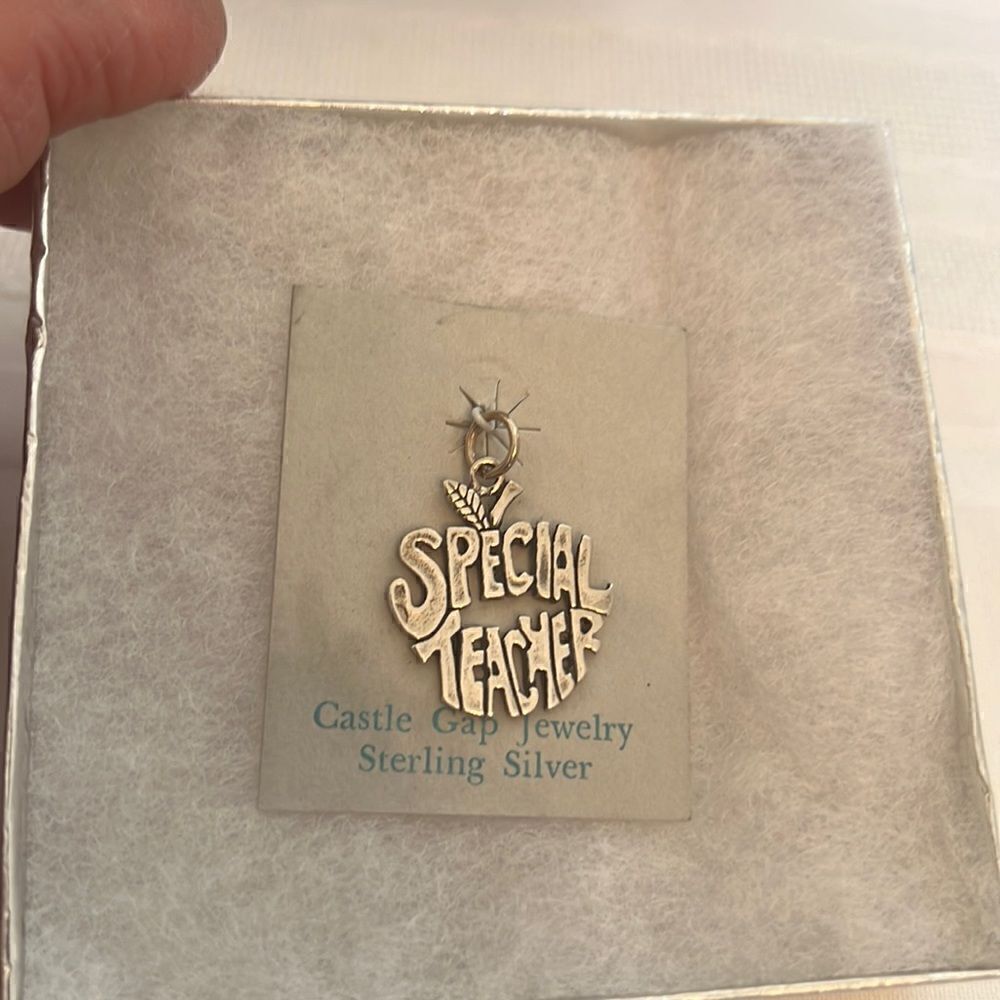 SPECIAL
TEACHER
Castle Gap Jewelry
Sterling Silver